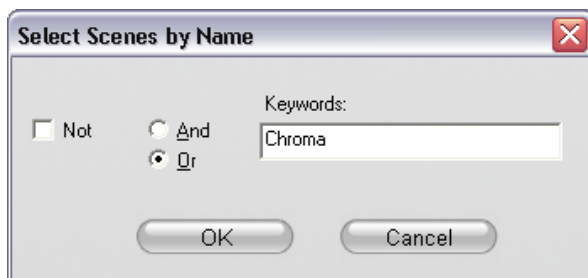 Select Scenes by Name
Keywords:
Not
And
Chroma
Or
OK Cancel